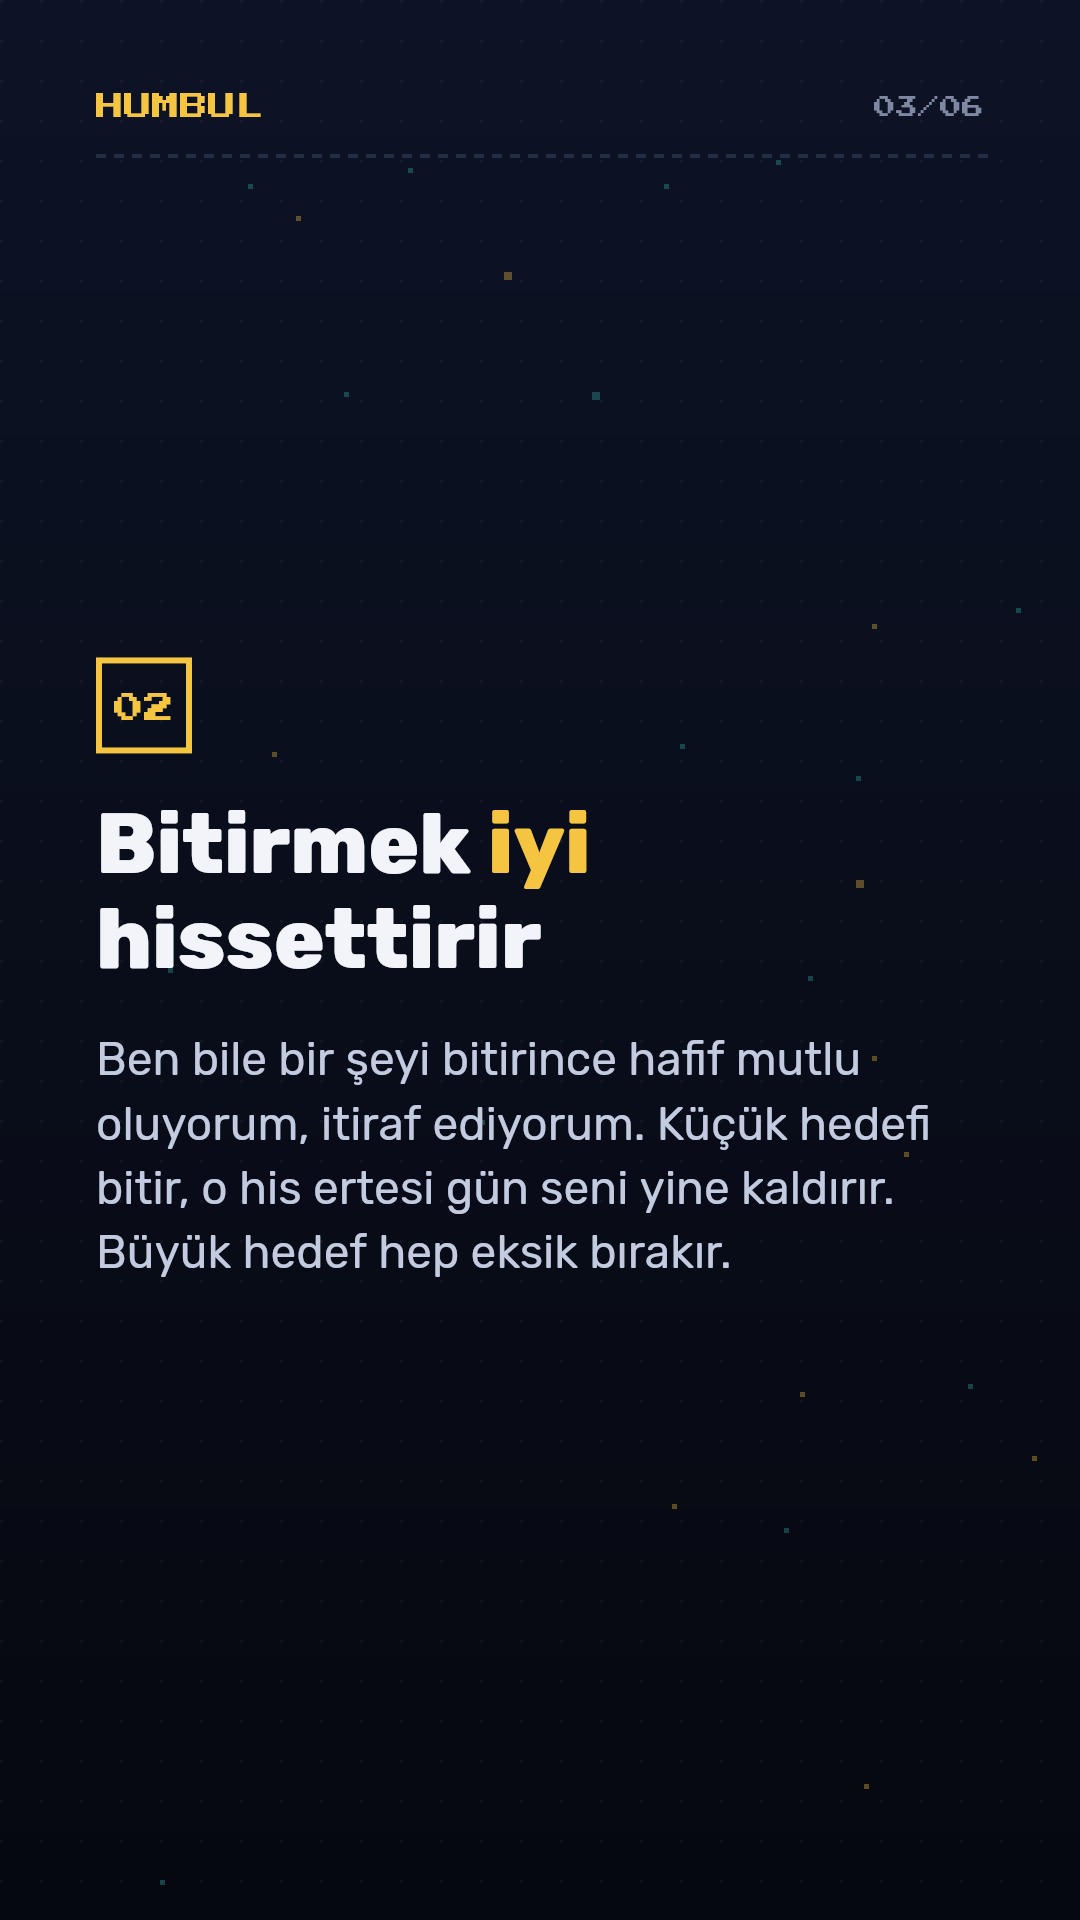 HUMBUL
03/06
02
Bitirmek iyi
hissettirir
Ben bile bir şeyi bitirince hafif mutlu
oluyorum, itiraf ediyorum. Küçük hedefi
bitir, o his ertesi gün seni yine kaldırır.
Büyük hedef hep eksik bırakır.